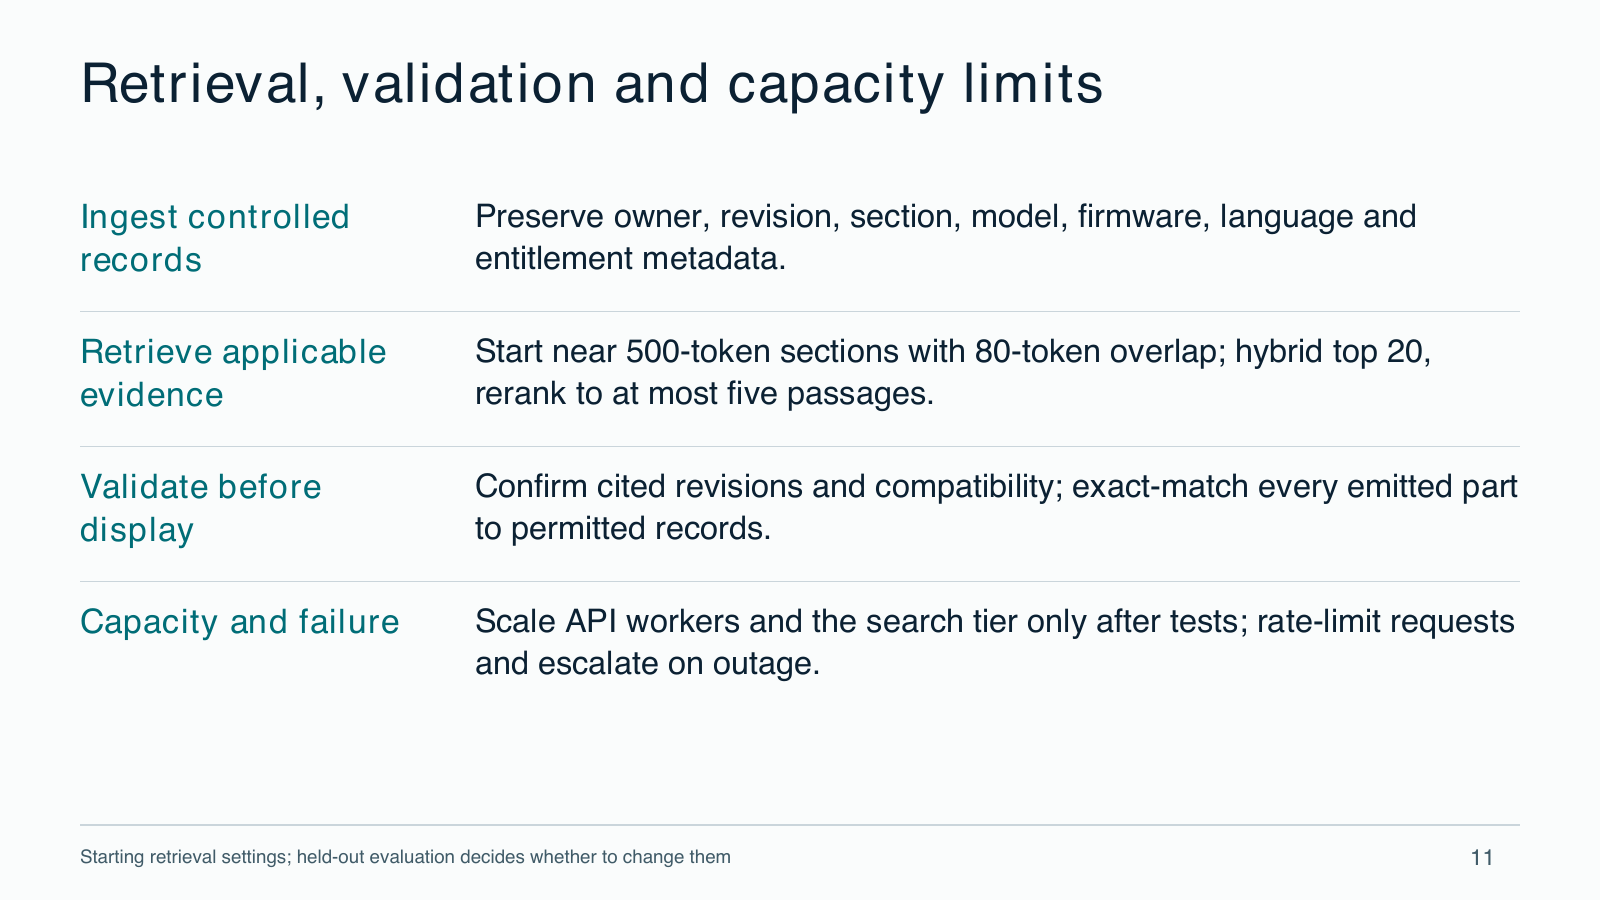 Retrieval, validation and capacity limits
Ingest controlled
records
Preserve owner, revision, section, model, firmware, language and
entitlement metadata.
Retrieve applicable
evidence
Start near 500-token sections with 80-token overlap; hybrid top 20,
rerank to at most five passages.
Validate before
display
Confirm cited revisions and compatibility; exact-match every emitted part
to permitted records.
Capacity and failure
Scale API workers and the search tier only after tests; rate-limit requests
and escalate on outage.
Starting retrieval settings; held-out evaluation decides whether to change them
11